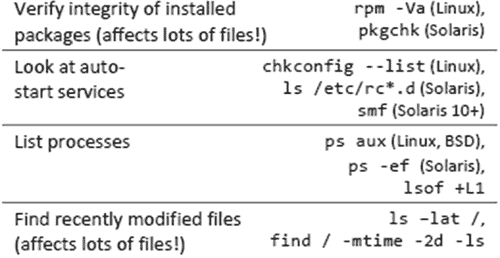 Verify integrity of installed rpm -Va (Linux),
packages (affects lots of files!) pkgchk (Solaris)
Look at auto- chkconfig --list (Linux),
start services ls /etc/rc*.d (Solaris),
smf (Solaris 10+)
List processes ps aux (Linux, BSD),
ps -ef (Solaris),
lsof +L1
Find recently modified files ls –lat /,
(affects lots of files!) find / -mtime -2d -ls